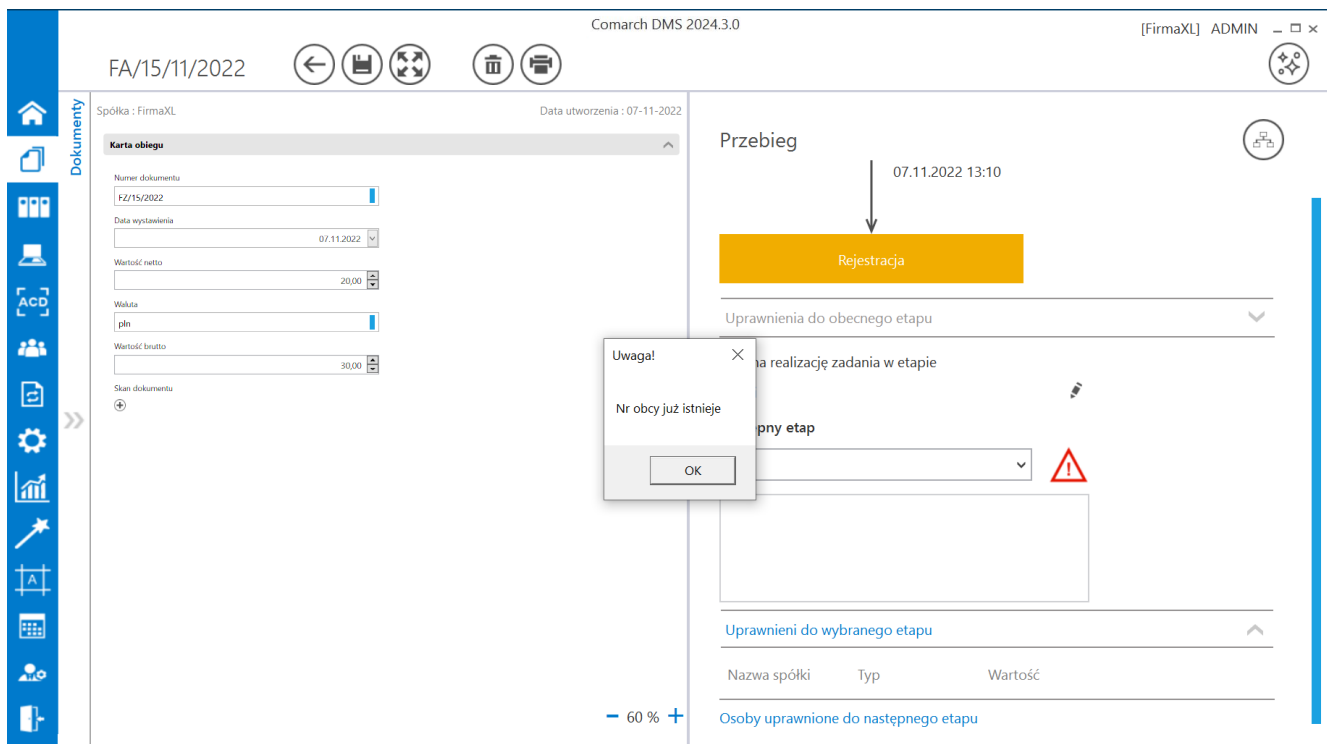 Comarch DMS 2024.3.0
[FirmaXL] ADMIN
FA/15/11/2022
Dokumenty
Spółka : FirmaXL
Data utworzenia : 07-11-2022
Karta obiegu
Numer dokumentu
FZ/15/2022
Data wystawienia
07.11.2022
Wartość netto
20,00
Waluta
pln
Wartość brutto
30,00
Skan dokumentu
60 %
ACD
A
Przebieg
07.11.2022 13:10
Rejestracja
Uprawnienia do obecnego etapu
na realizację zadania w etapie
pny etap
Uwaga!
Nr obcy już istnieje
OK
Uprawnieni do wybranego etapu
Nazwa spółki Typ Wartość
Osoby uprawnione do następnego etapu